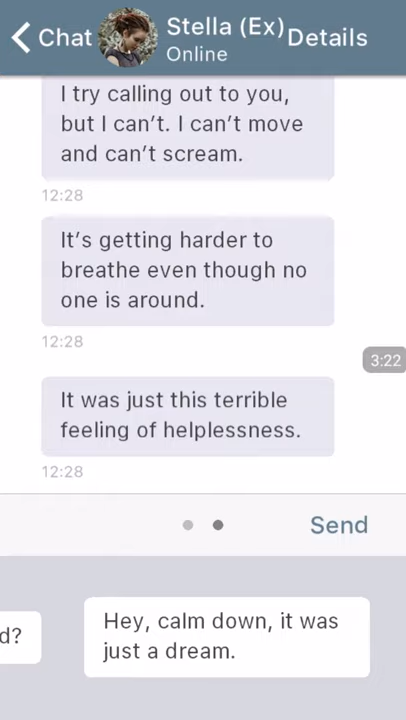 Chat
Stella (Ex)
Details
Online
I try calling out to you,
but I can't. I can't move
and can't scream.
12:28
It's getting harder to
breathe even though no
one is around.
12:28
3:22
It was just this terrible
feeling of helplessness.
12:28
Send
d?
Hey, calm down, it was
just a dream.